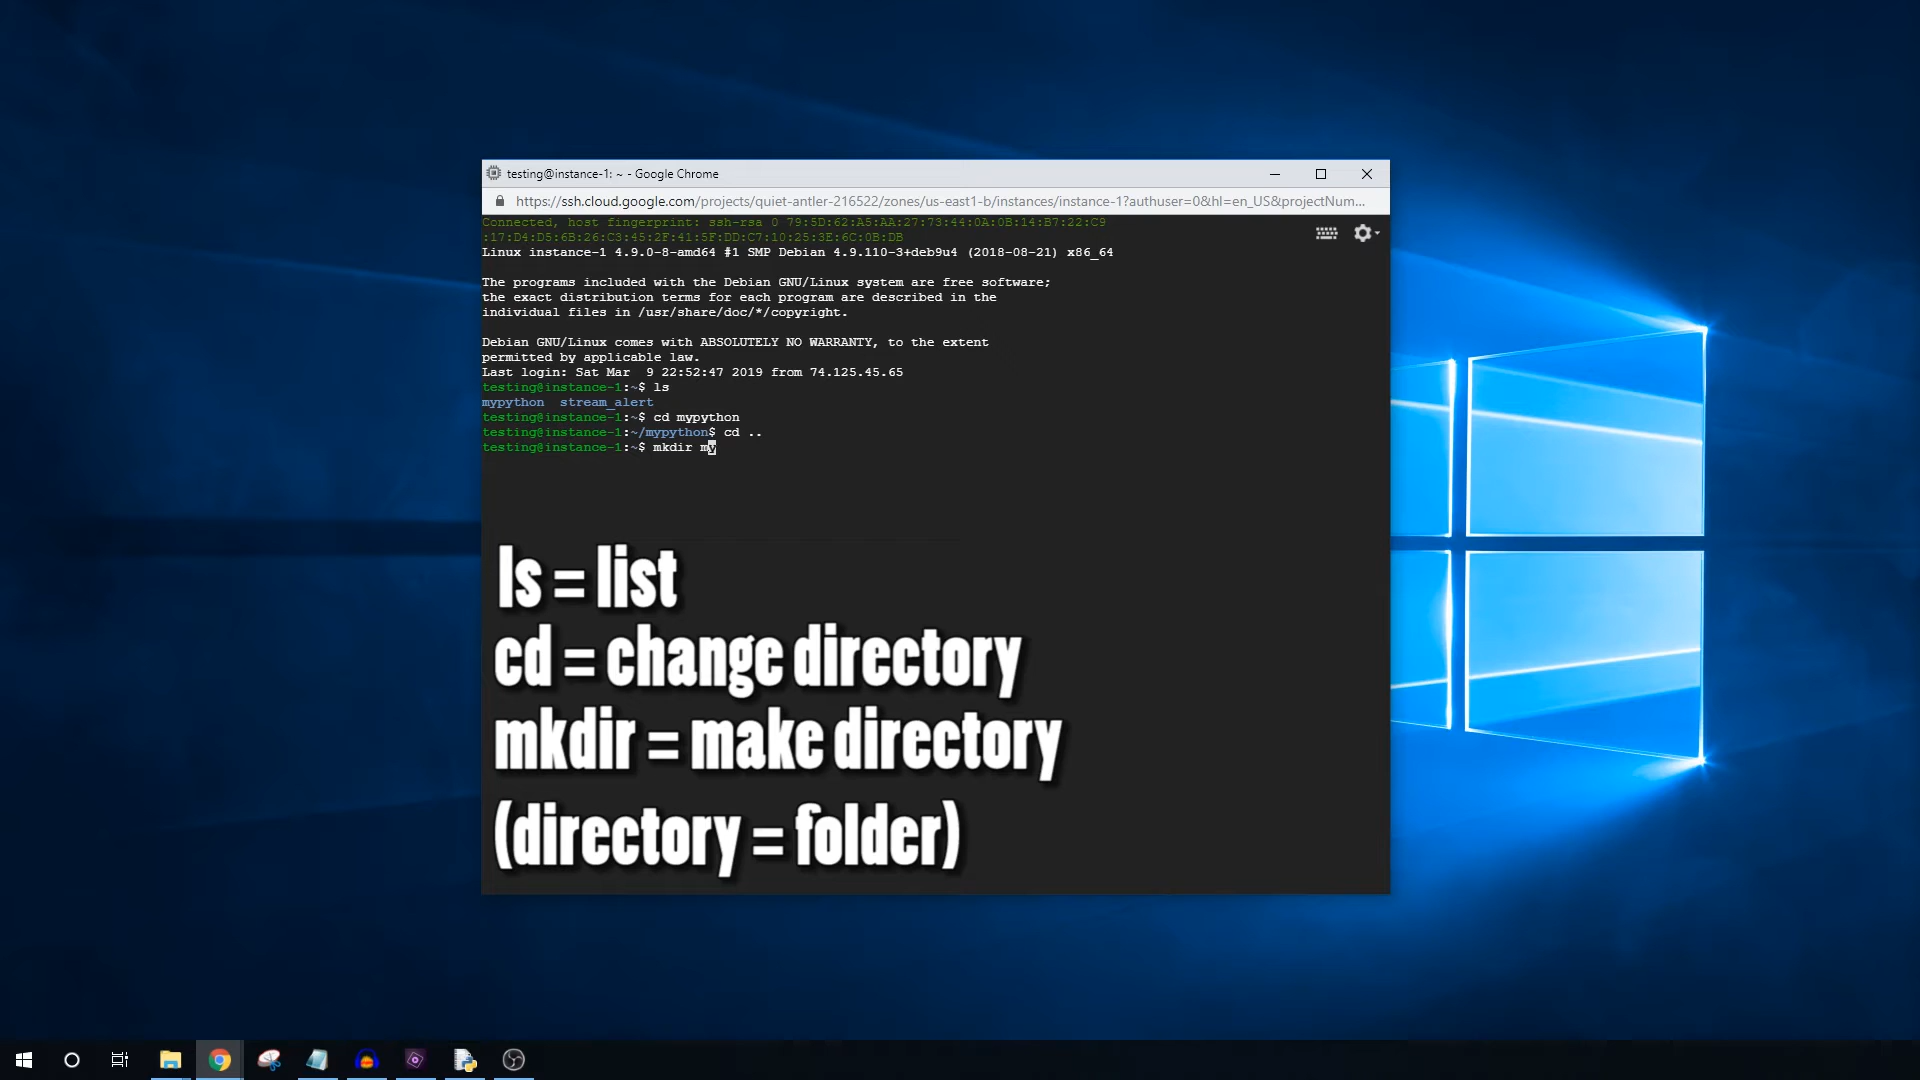 testing@instance-1: ~ - Google Chrome
https://ssh.cloud.google.com/projects/quiet-antler-216522/zones/us-east1-b/instances/instance-1?authuser=0&hl=en_US&projectNum...
Connected, host fingerprint: ssh-rsa 0 79:5D:62:A5:AA:27:73:44:0A:0B:14:B7:22:C9
:17:D4:D5:6B:26:C3:45:2F:41:5F:DD:C7:10:25:3E:6C:0B:DB
Linux instance-1 4.9.0-8-amd64 #1 SMP Debian 4.9.110-3+deb9u4 (2018-08-21) x86_64
The programs included with the Debian GNU/Linux system are free software;
the exact distribution terms for each program are described in the
individual files in /usr/share/doc/*/copyright.
Debian GNU/Linux comes with ABSOLUTELY NO WARRANTY, to the extent
permitted by applicable law.
Last login: Sat Mar  9 22:52:47 2019 from 74.125.45.65
testing@instance-1:~$ ls
mypython  stream_alert
testing@instance-1:~$ cd mypython
testing@instance-1:~/mypython$ cd ..
testing@instance-1:~$ mkdir my
ls = list
cd = change directory
mkdir = make directory
(directory = folder)